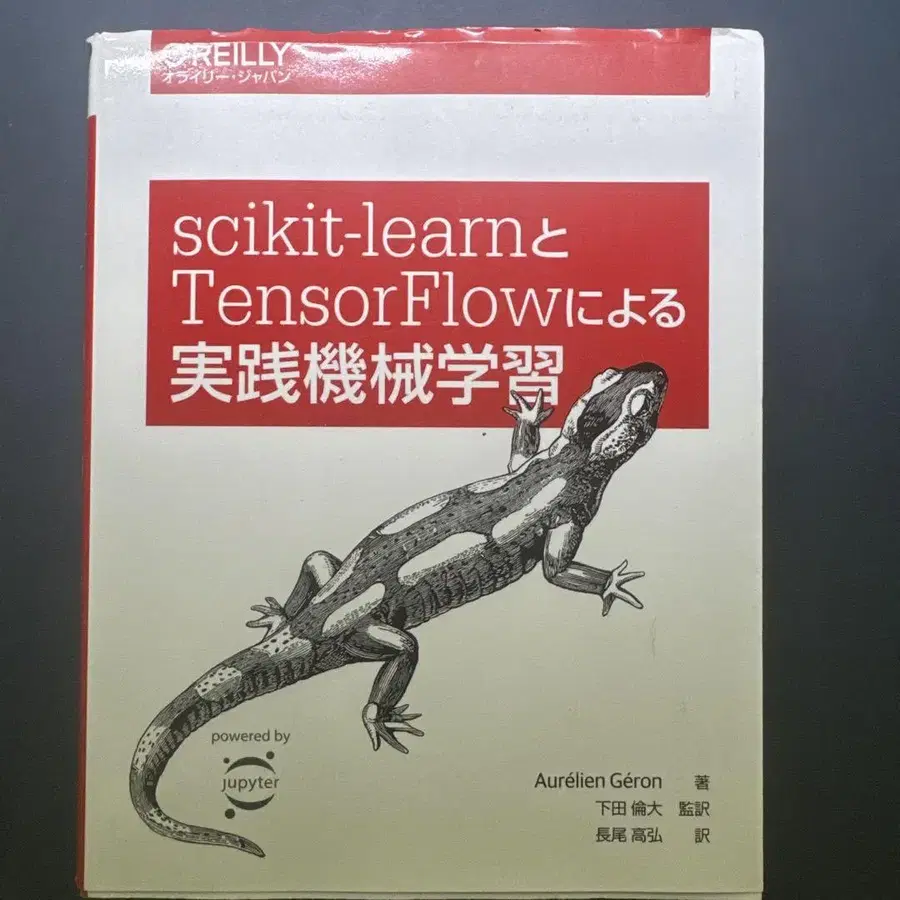 O'REILLY
オライリー・ジャパン
scikit-learnと
TensorFlowによる
実践機械学習
powered by
jupyter
Aurélien Géron 著
下田 倫大 監訳
長尾 高弘 訳